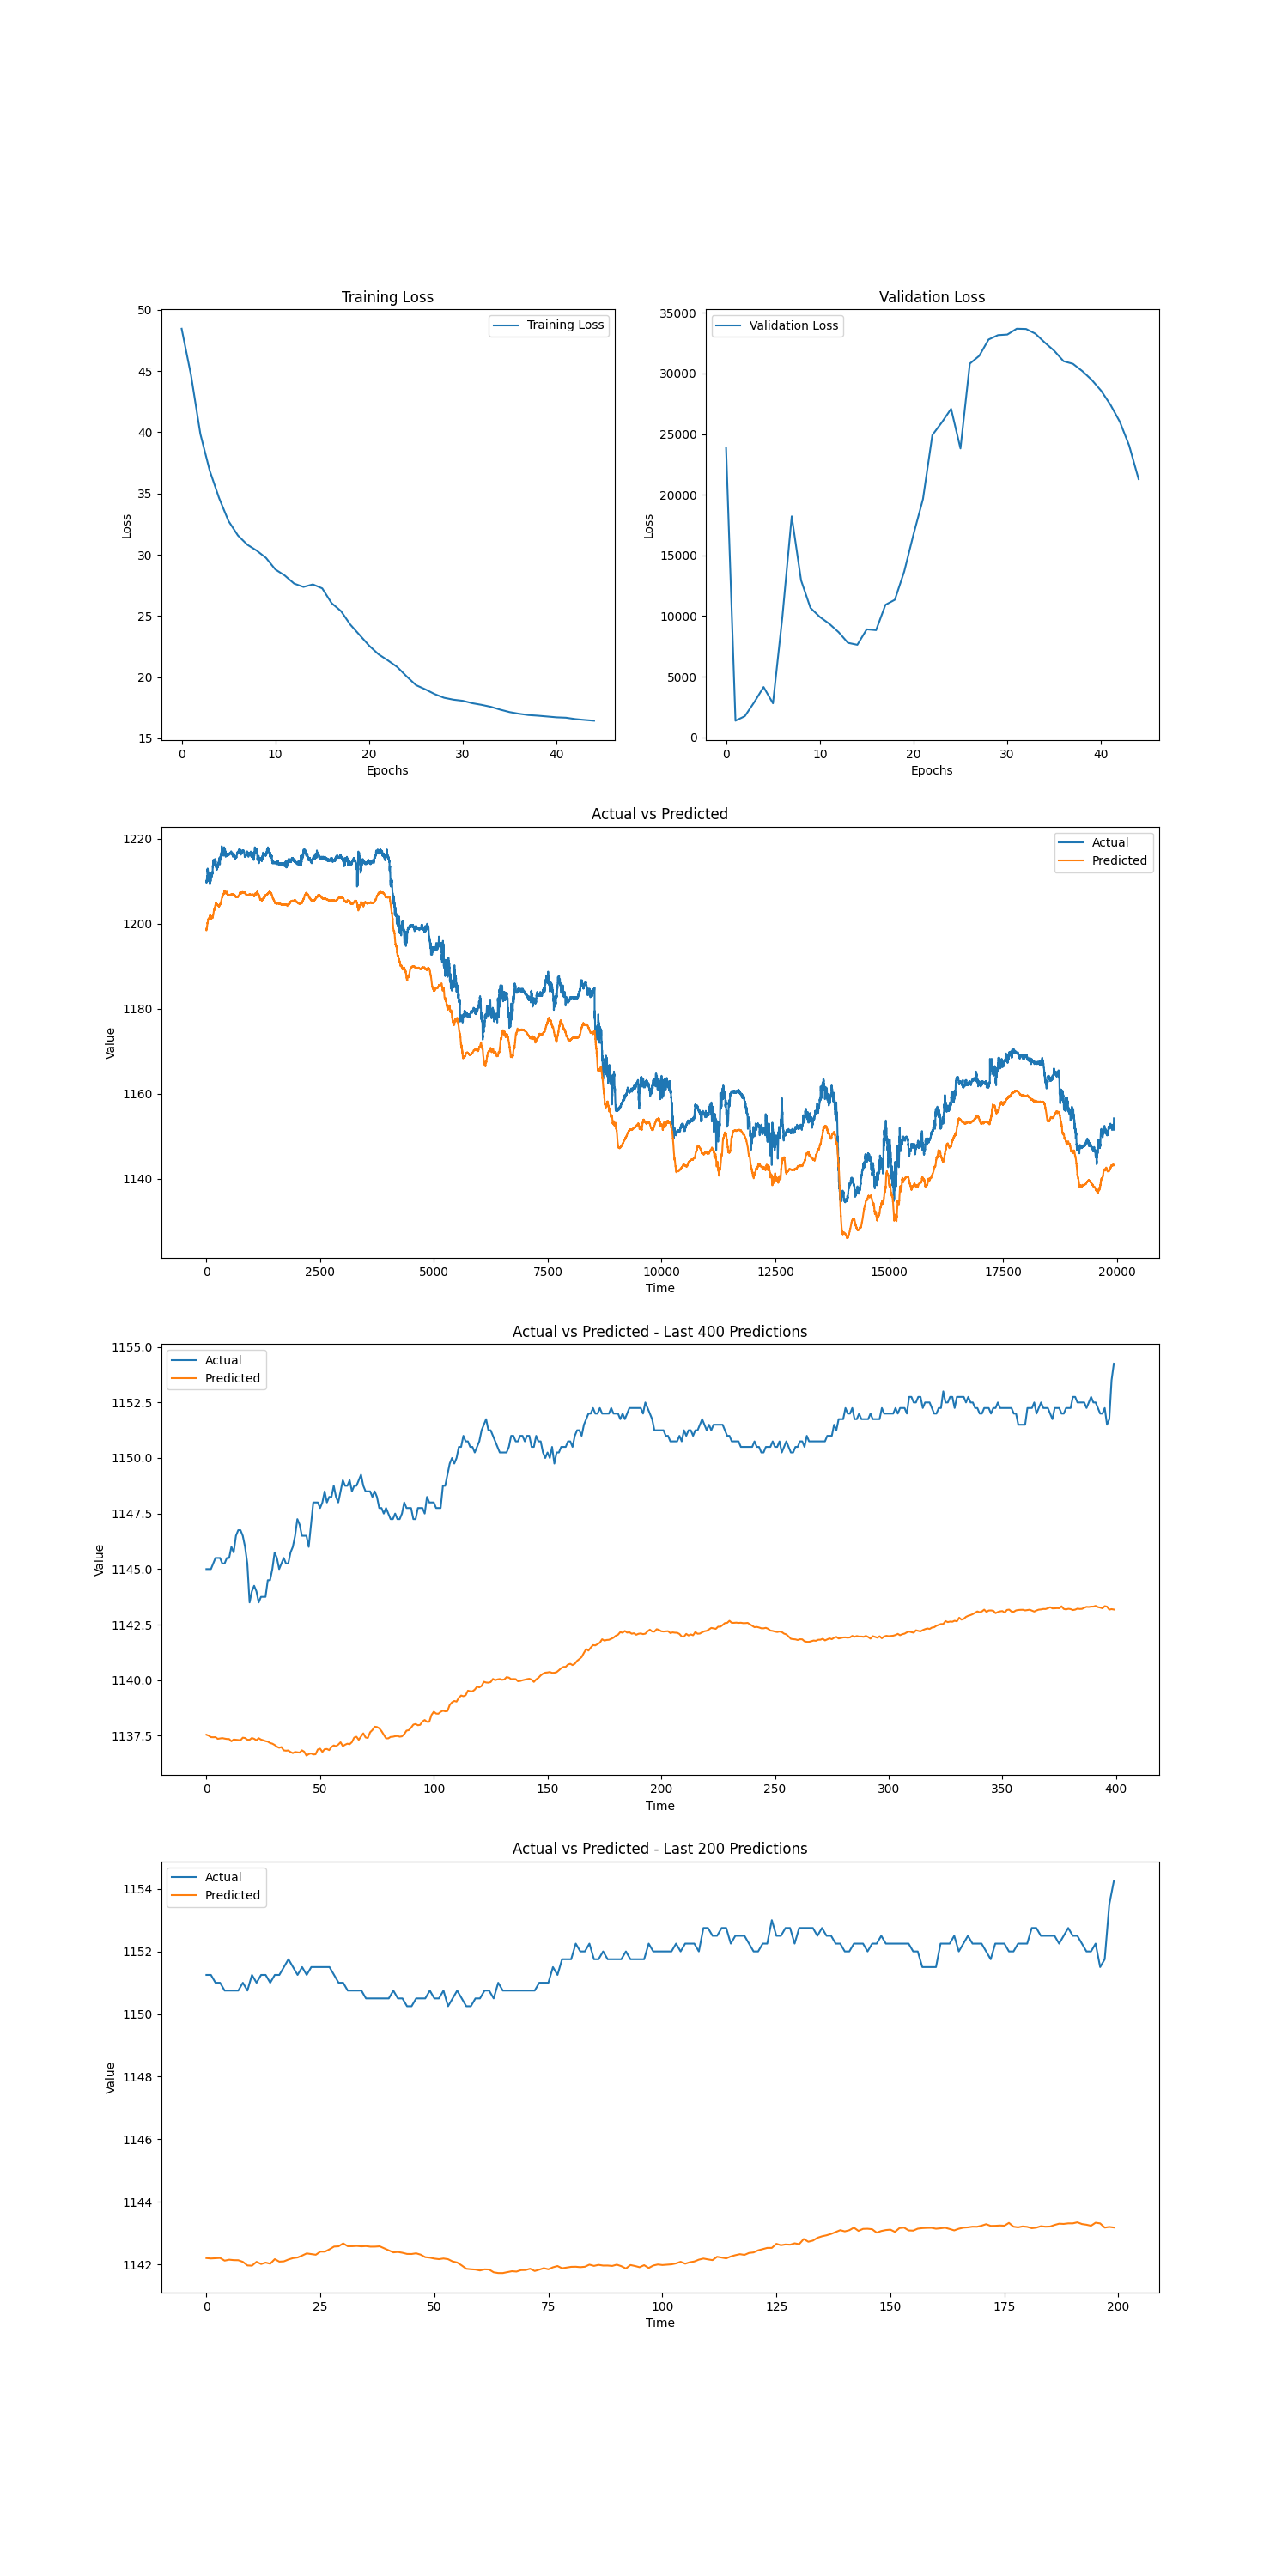 Training Loss
Validation Loss
50
45
40
35
30
25
20
15
Loss
Training Loss
0 10 20 30 40
Epochs
35000
30000
25000
20000
15000
10000
5000
0
Loss
Validation Loss
0 10 20 30 40
Epochs
Actual vs Predicted
1220
1200
1180
1160
1140
Value
Actual
Predicted
0 2500 5000 7500 10000 12500 15000 17500 20000
Time
Actual vs Predicted - Last 400 Predictions
1155.0
1152.5
1150.0
1147.5
1145.0
1142.5
1140.0
1137.5
Value
Actual
Predicted
0 50 100 150 200 250 300 350 400
Time
Actual vs Predicted - Last 200 Predictions
1154
1152
1150
1148
1146
1144
1142
Value
Actual
Predicted
0 25 50 75 100 125 150 175 200
Time